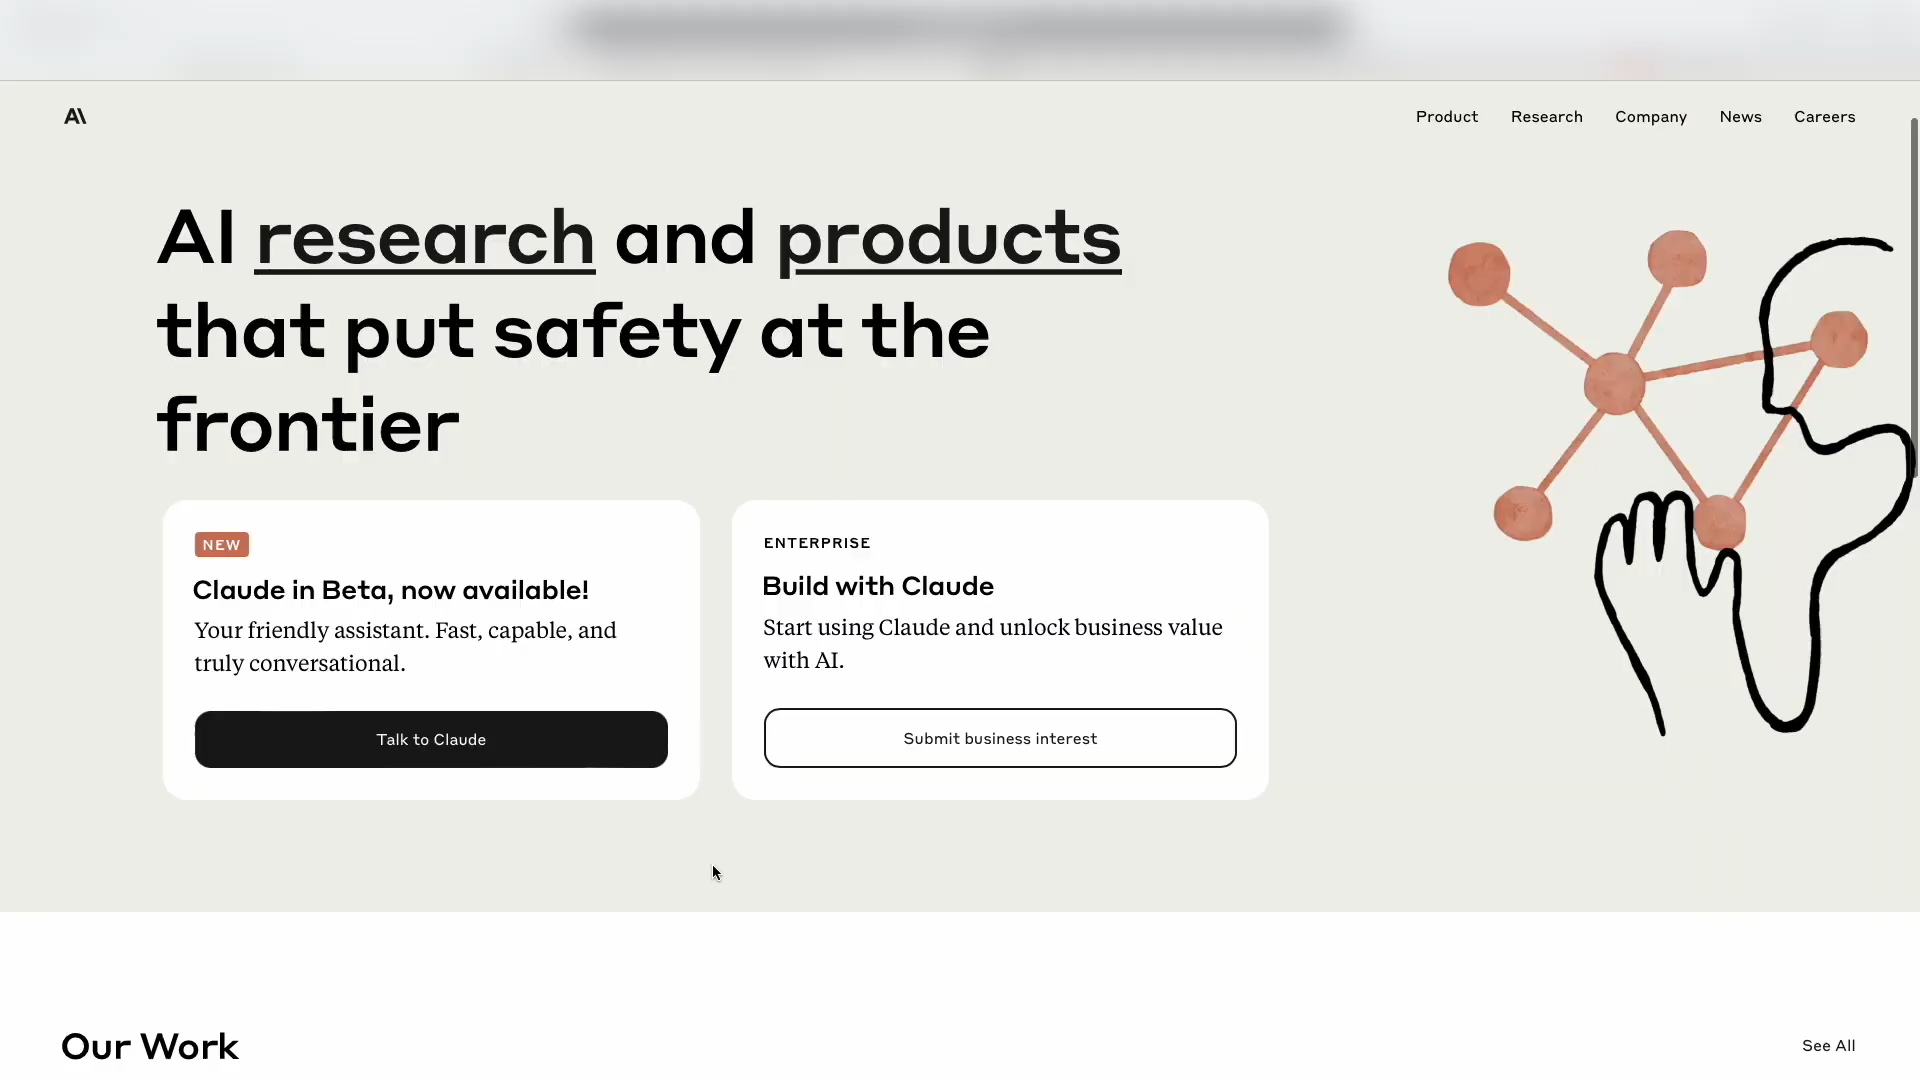 A\
Product
Research
Company
News
Careers
AI research and products
that put safety at the
frontier
NEW
Claude in Beta, now available!
Your friendly assistant. Fast, capable, and
truly conversational.
Talk to Claude
ENTERPRISE
Build with Claude
Start using Claude and unlock business value
with AI.
Submit business interest
Our Work
See All